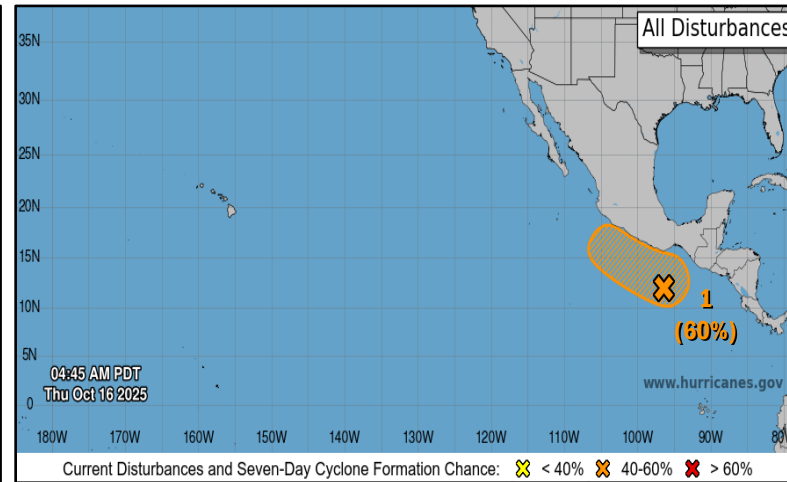 All Disturbances
35N
30N
25N
20N
15N
10N
5N
0
1
(60%)
04:45 AM PDT
Thu Oct 16 2025
www.hurricanes.gov
180W 170W 160W 150W 140W 130W 120W 110W 100W 90W 80W
Current Disturbances and Seven-Day Cyclone Formation Chance: < 40% 40-60% > 60%